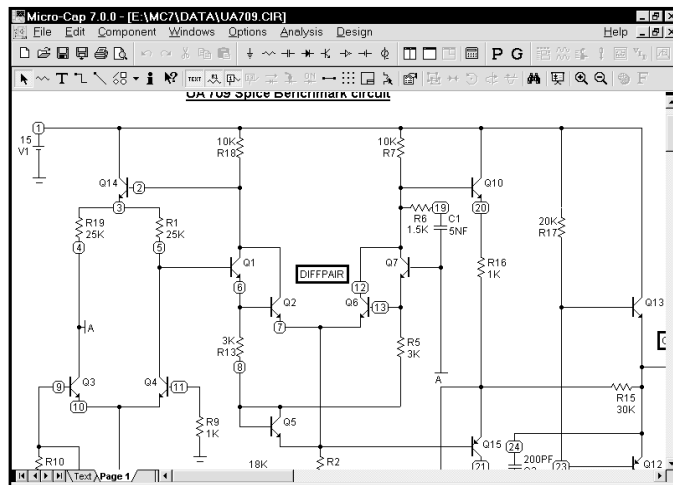 Micro-Cap 7.0.0 - [E:\MC7\DATA\UA709.CIR]
File Edit Component Windows Options Analysis Design Help
P G
T i TEXT F
UA 709 Spice Benchmark circuit
1
15
V1
10K
R18
10K
R7
Q14
2
3
Q10
19
20
R19
25K
R1
25K
R6
1.5K
C1
5NF
20K
R17
4
5
Q1
DIFFPAIR
Q7
R16
1K
6
12
Q2
Q6
13
Q13
7
A
3K
R13
R5
3K
8
Q3
Q4
9
11
A
10
R9
1K
R15
30K
Q5
Q15
24
R10
18K
R2
21
200PF
23
Q12
Text Page 1